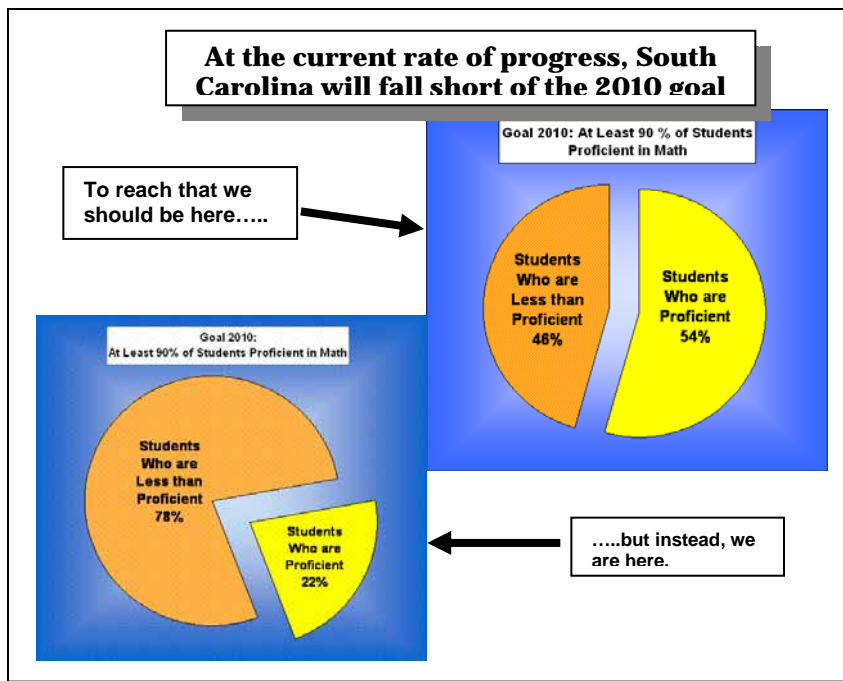 At the current rate of progress, South
Carolina will fall short of the 2010 goal
Goal 2010: At Least 90 % of Students
Proficient in Math
To reach that we
should be here.....
Students
Who are
Less than
Proficient
46%
Students
Who are
Proficient
54%
Goal 2010:
At Least 90% of Students Proficient in Math
Students
Who are
Less than
Proficient
78%
Students
Who are
Proficient
22%
.....but instead, we
are here.